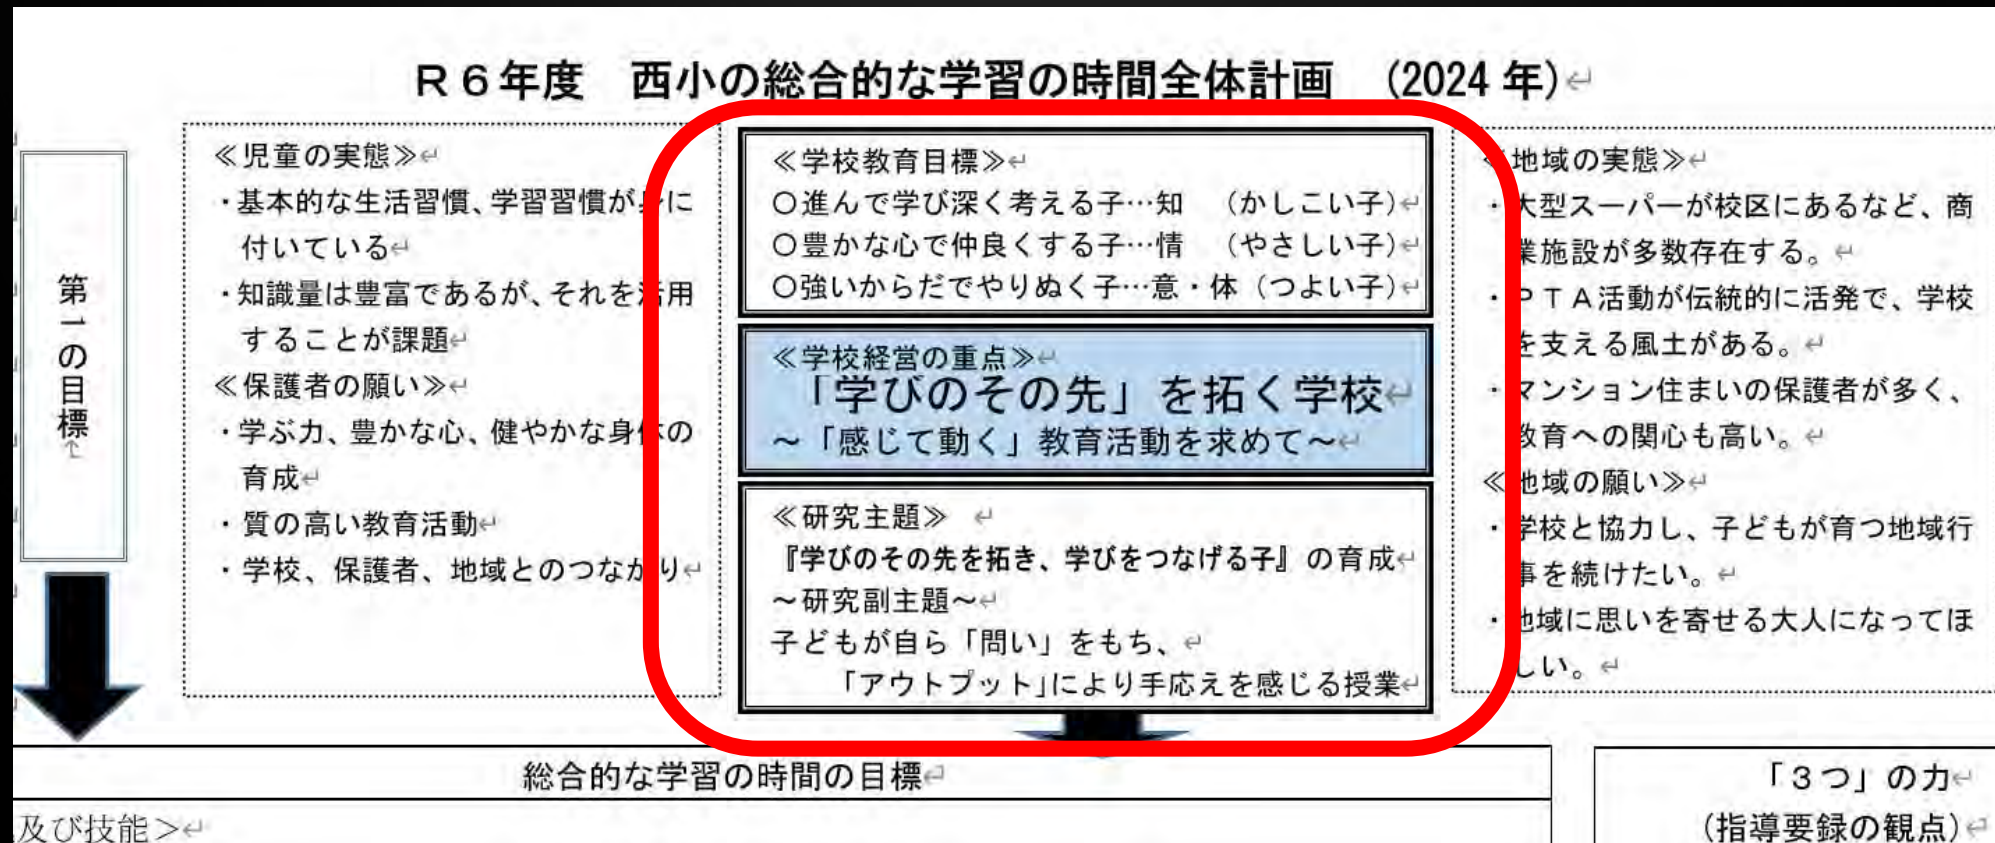 R6年度　西小の総合的な学習の時間全体計画　(2024年)
第一の目標
≪児童の実態≫
・基本的な生活習慣、学習習慣が身に
付いている
・知識量は豊富であるが、それを活用
することが課題
≪保護者の願い≫
・学ぶ力、豊かな心、健やかな身体の
育成
・質の高い教育活動
・学校、保護者、地域とのつながり
≪学校教育目標≫
〇進んで学び深く考える子…知　(かしこい子)
〇豊かな心で仲良くする子…情　(やさしい子)
〇強いからだでやりぬく子…意・体 (つよい子)
≪学校経営の重点≫
「学びのその先」を拓く学校
～「感じて動く」教育活動を求めて～
≪研究主題≫
『学びのその先を拓き、学びをつなげる子』の育成
～研究副主題～
子どもが自ら「問い」をもち、
「アウトプット」により手応えを感じる授業
≪地域の実態≫
・大型スーパーが校区にあるなど、商
業施設が多数存在する。
・PTA活動が伝統的に活発で、学校
を支える風土がある。
・マンション住まいの保護者が多く、
教育への関心も高い。
≪地域の願い≫
・学校と協力し、子どもが育つ地域行
事を続けたい。
・地域に思いを寄せる大人になってほ
しい。
総合的な学習の時間の目標
及び技能＞
「3つ」の力
(指導要録の観点)